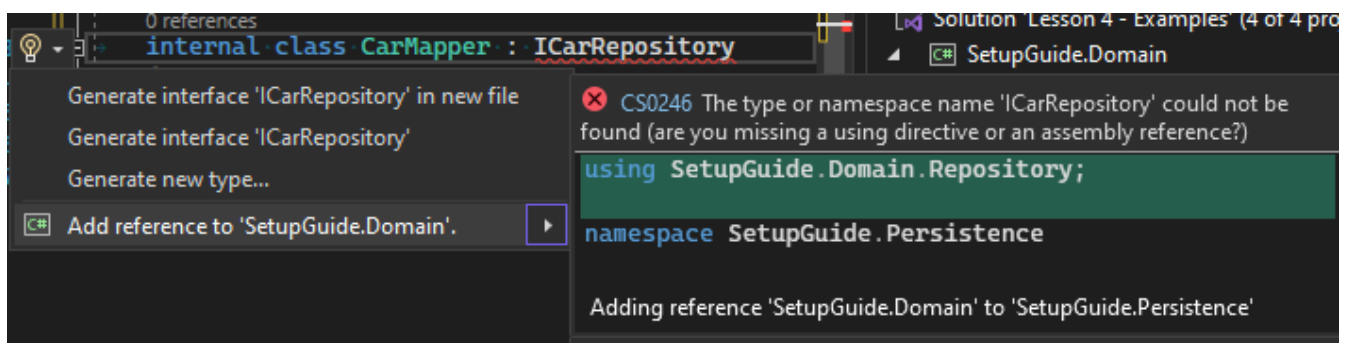 0 references
internal class CarMapper : ICarRepository
Solution 'Lesson 4 - Examples' (4 of 4 pro
C# SetupGuide.Domain
Generate interface 'ICarRepository' in new file
Generate interface 'ICarRepository'
Generate new type...
C# Add reference to 'SetupGuide.Domain'.
CS0246 The type or namespace name 'ICarRepository' could not be
found (are you missing a using directive or an assembly reference?)
using SetupGuide.Domain.Repository;
namespace SetupGuide.Persistence
Adding reference 'SetupGuide.Domain' to 'SetupGuide.Persistence'